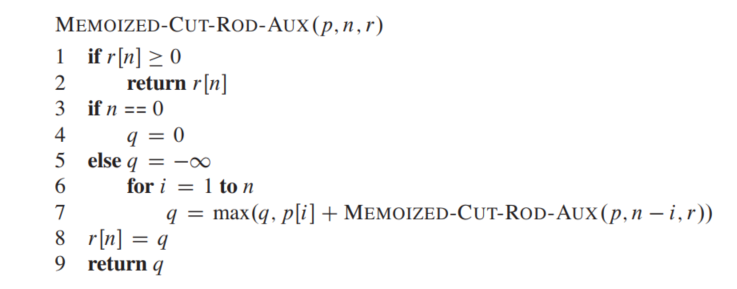 MEMOIZED-CUT-ROD-AUX(p, n, r)
1 if r[n] ≥ 0
2 return r[n]
3 if n == 0
4 q = 0
5 else q = −∞
6 for i = 1 to n
7 q = max(q, p[i] + MEMOIZED-CUT-ROD-AUX(p, n − i, r))
8 r[n] = q
9 return q